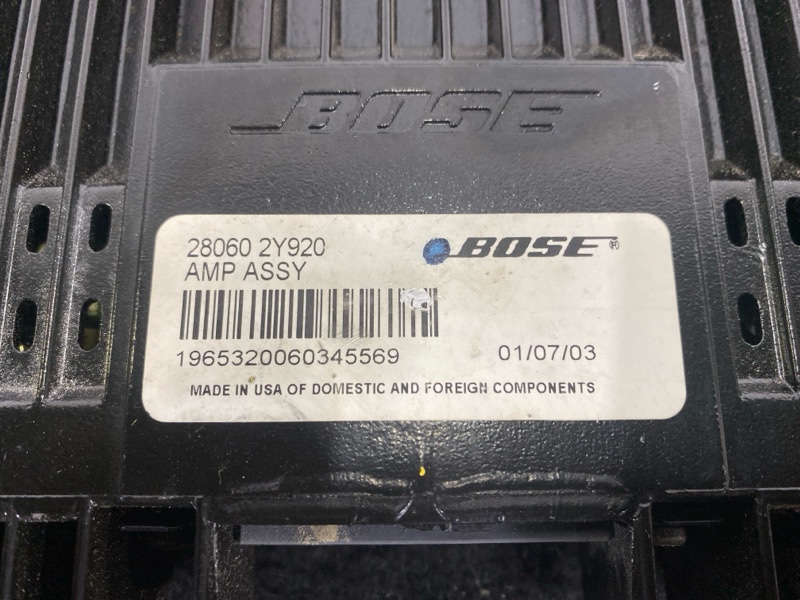 BOSE
28060 2Y920
BOSE®
AMP ASSY
1965320060345569
01/07/03
MADE IN USA OF DOMESTIC AND FOREIGN COMPONENTS